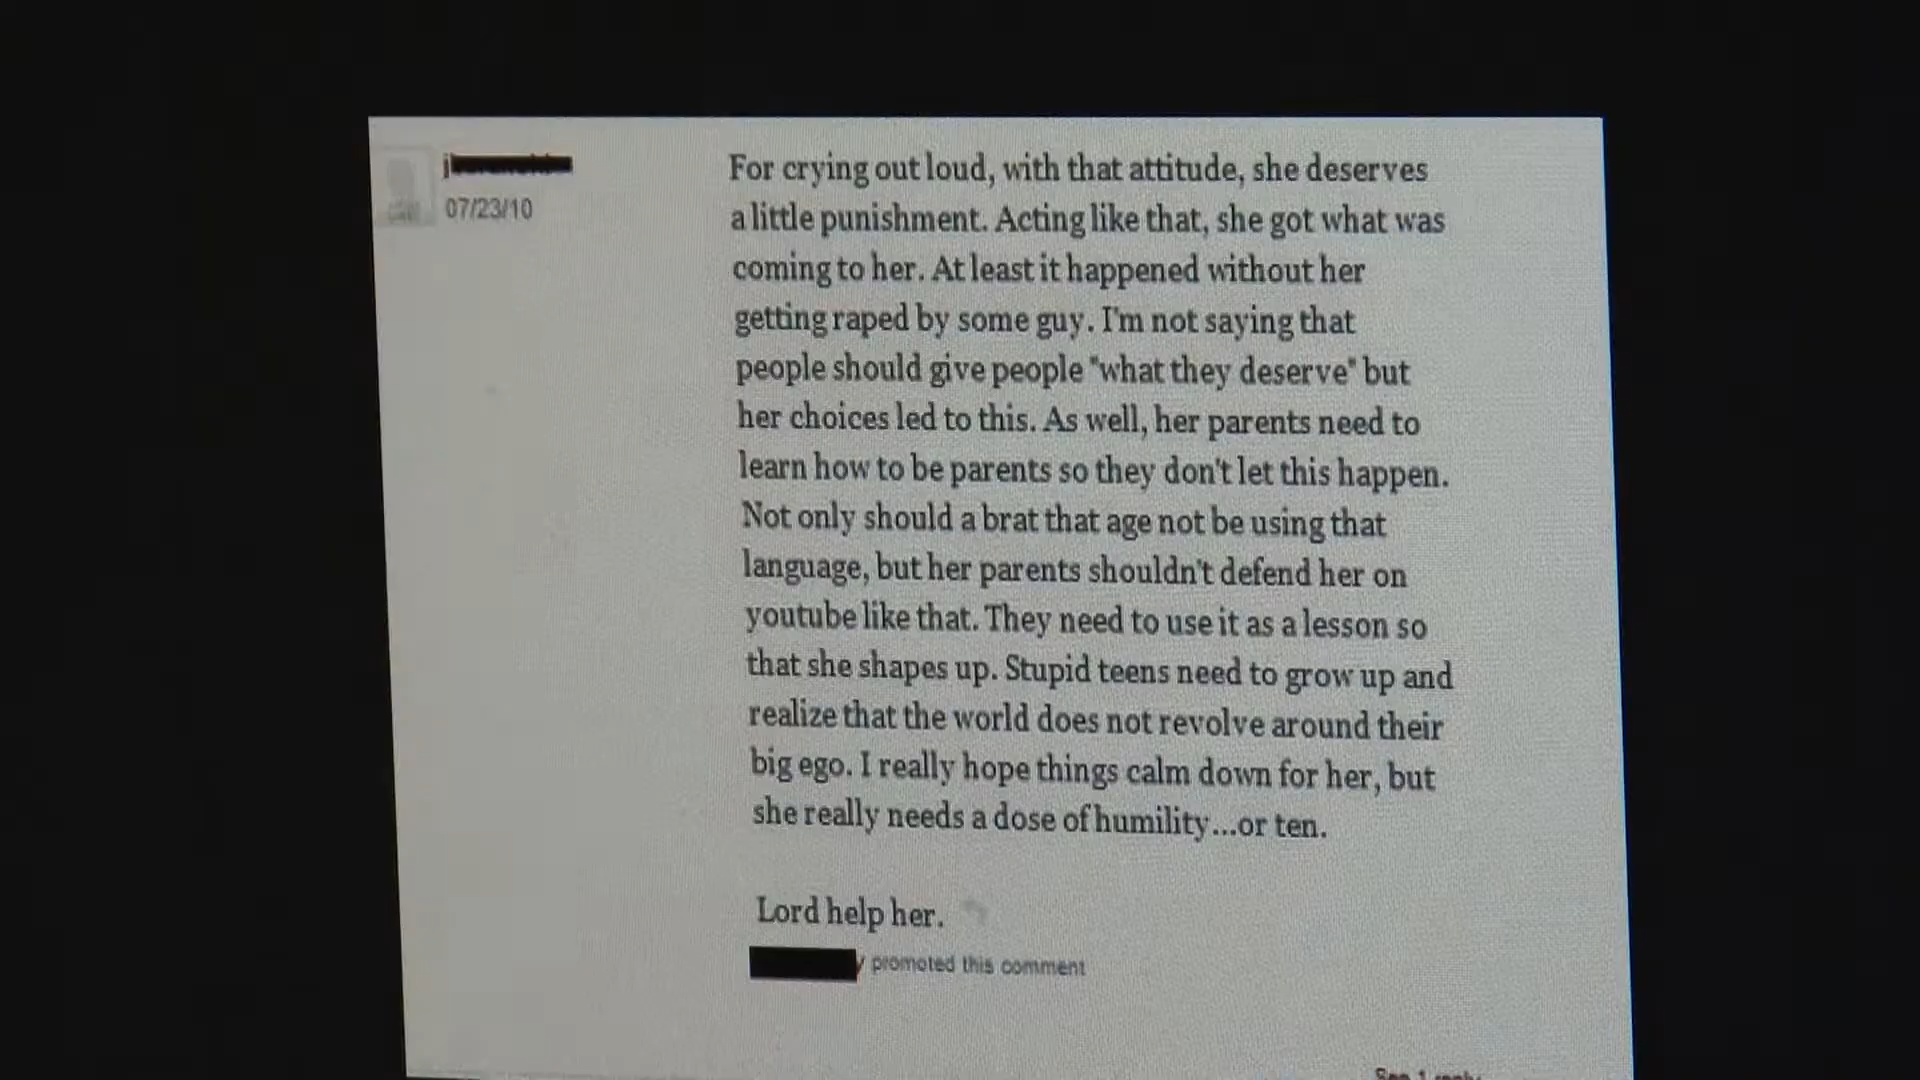 07/23/10
For crying out loud, with that attitude, she deserves
a little punishment. Acting like that, she got what was
coming to her. At least it happened without her
getting raped by some guy. I'm not saying that
people should give people "what they deserve" but
her choices led to this. As well, her parents need to
learn how to be parents so they don't let this happen.
Not only should a brat that age not be using that
language, but her parents shouldn't defend her on
youtube like that. They need to use it as a lesson so
that she shapes up. Stupid teens need to grow up and
realize that the world does not revolve around their
big ego. I really hope things calm down for her, but
she really needs a dose of humility...or ten.
Lord help her.
promoted this comment
See 1 reply